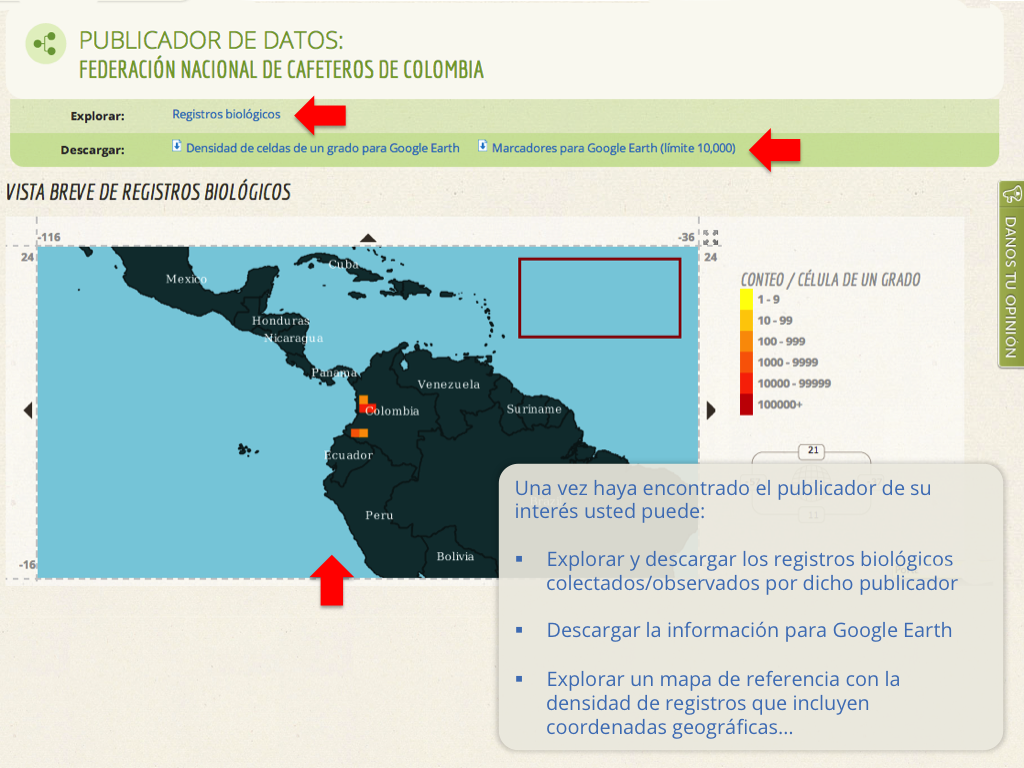 PUBLICADOR DE DATOS:
FEDERACIÓN NACIONAL DE CAFETEROS DE COLOMBIA
Explorar: Registros biológicos
Descargar: Densidad de celdas de un grado para Google Earth Marcadores para Google Earth (límite 10,000)
VISTA BREVE DE REGISTROS BIOLÓGICOS
DANOS TU OPINIÓN
-116 -36
24 24
Cuba
Mexico
Honduras
Nicaragua
Panama
Venezuela
Colombia
Suriname
Ecuador
Peru
Bolivia
-16
CONTEO / CÉLULA DE UN GRADO
1 - 9
10 - 99
100 - 999
1000 - 9999
10000 - 99999
100000+
21
Una vez haya encontrado el publicador de su
interés usted puede:
▪ Explorar y descargar los registros biológicos
colectados/observados por dicho publicador
▪ Descargar la información para Google Earth
▪ Explorar un mapa de referencia con la
densidad de registros que incluyen
coordenadas geográficas...